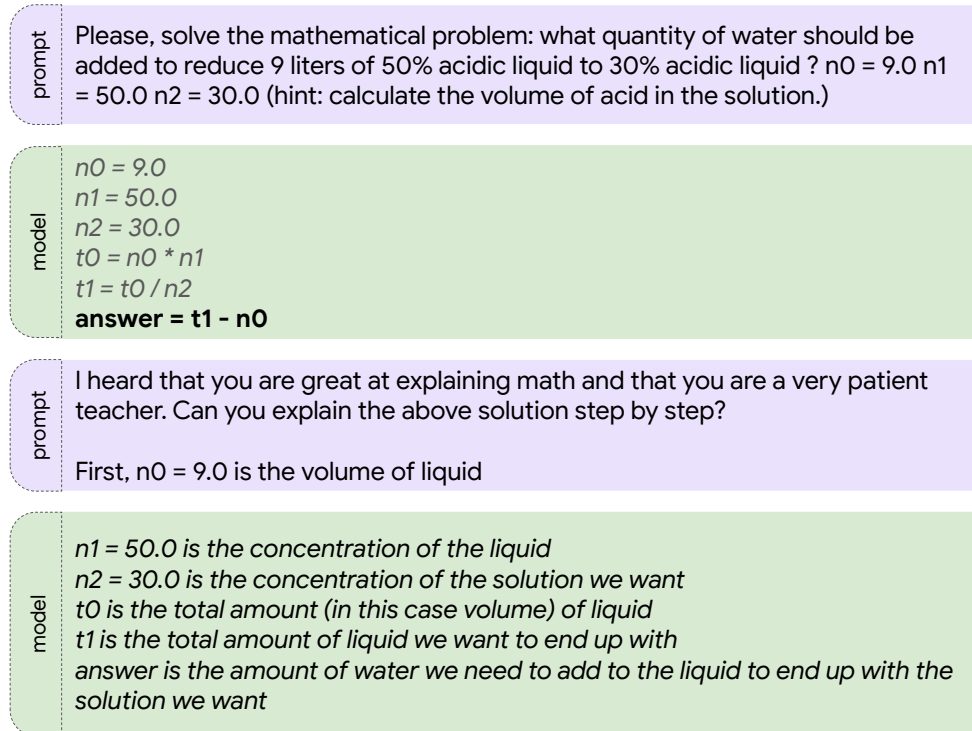 prompt
Please, solve the mathematical problem: what quantity of water should be
added to reduce 9 liters of 50% acidic liquid to 30% acidic liquid ? n0 = 9.0 n1
= 50.0 n2 = 30.0 (hint: calculate the volume of acid in the solution.)
model
n0 = 9.0
n1 = 50.0
n2 = 30.0
t0 = n0 * n1
t1 = t0 / n2
answer = t1 - n0
prompt
I heard that you are great at explaining math and that you are a very patient
teacher. Can you explain the above solution step by step?
First, n0 = 9.0 is the volume of liquid
model
n1 = 50.0 is the concentration of the liquid
n2 = 30.0 is the concentration of the solution we want
t0 is the total amount (in this case volume) of liquid
t1 is the total amount of liquid we want to end up with
answer is the amount of water we need to add to the liquid to end up with the
solution we want